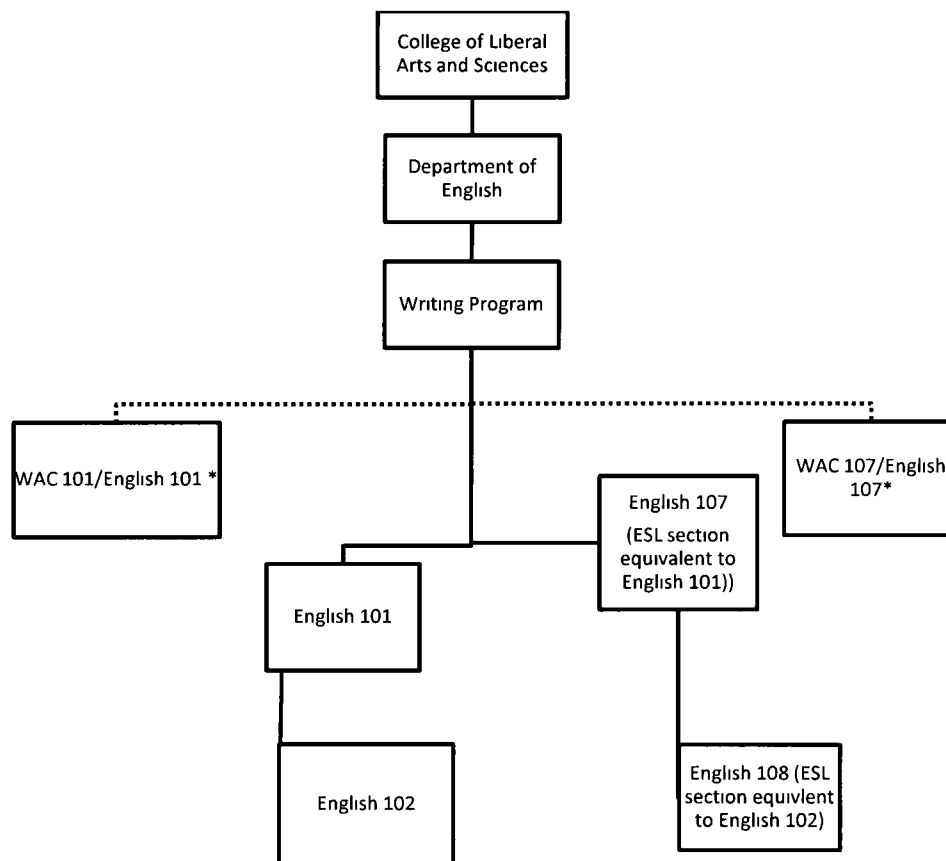 College of Liberal
Arts and Sciences
Department of
English
Writing Program
WAC 101/English 101 *
WAC 107/English
107*
English 107
(ESL section
equivalent to
English 101))
English 101
English 102
English 108 (ESL
section equivlent
to English 102)